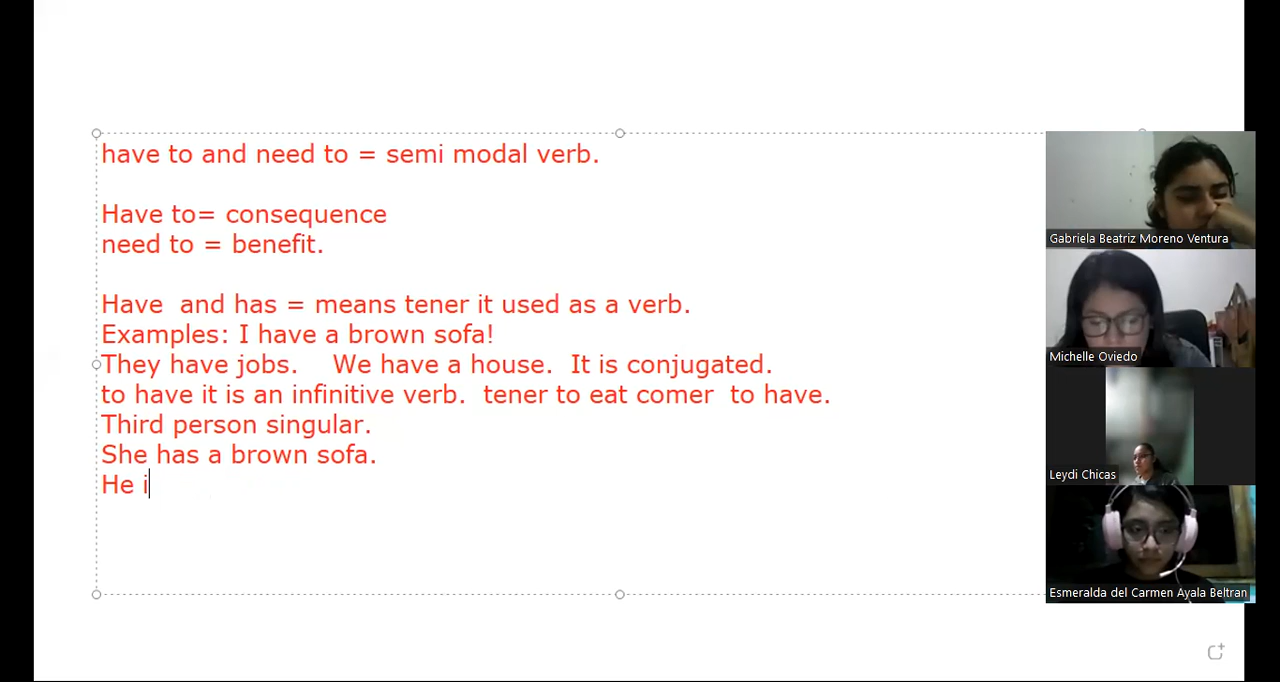 have to and need to = semi modal verb.
Have to= consequence
need to = benefit.
Have  and has = means tener it used as a verb.
Examples: I have a brown sofa!
They have jobs.    We have a house.  It is conjugated.
to have it is an infinitive verb.  tener to eat comer  to have.
Third person singular.
She has a brown sofa.
He i
Gabriela Beatriz Moreno Ventura
Michelle Oviedo
Leydi Chicas
Esmeralda del Carmen Ayala Beltran